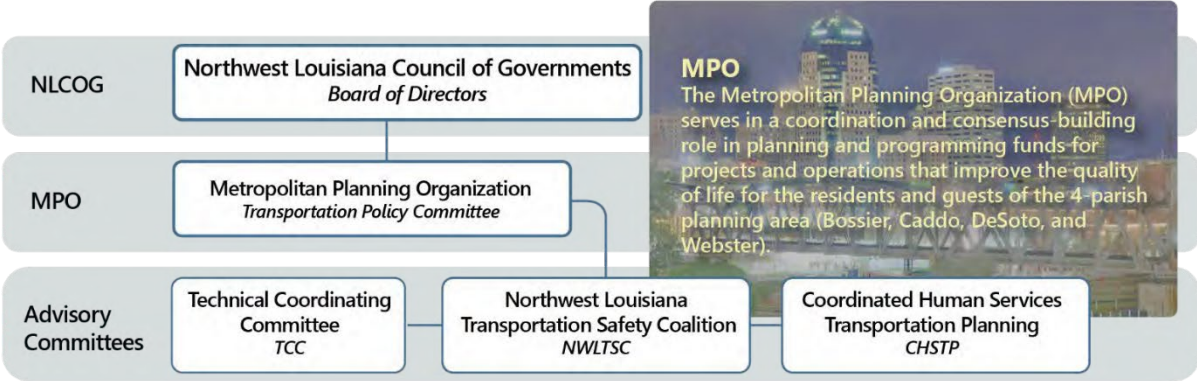 NLCOG
Northwest Louisiana Council of Governments
Board of Directors
MPO
The Metropolitan Planning Organization (MPO)
serves in a coordination and consensus-building
role in planning and programming funds for
projects and operations that improve the quality
of life for the residents and guests of the 4-parish
planning area (Bossier, Caddo, DeSoto, and
Webster).
MPO
Metropolitan Planning Organization
Transportation Policy Committee
Advisory
Committees
Technical Coordinating
Committee
TCC
Northwest Louisiana
Transportation Safety Coalition
NWLTSC
Coordinated Human Services
Transportation Planning
CHSTP